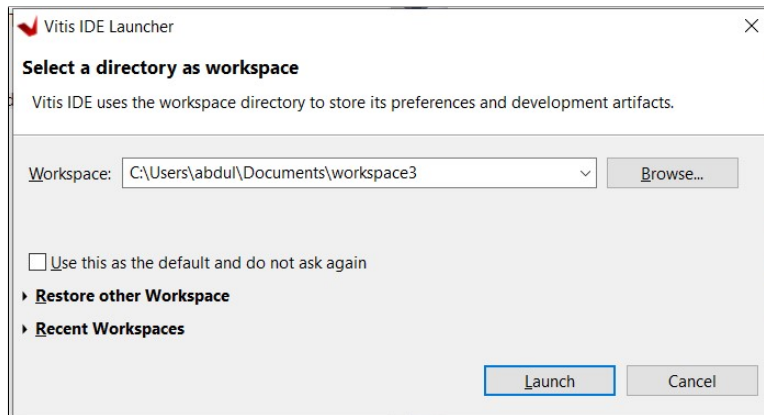 Vitis IDE Launcher
Select a directory as workspace
Vitis IDE uses the workspace directory to store its preferences and development artifacts.
Workspace: C:\Users\abdul\Documents\workspace3 Browse...
Use this as the default and do not ask again
Restore other Workspace
Recent Workspaces
Launch Cancel